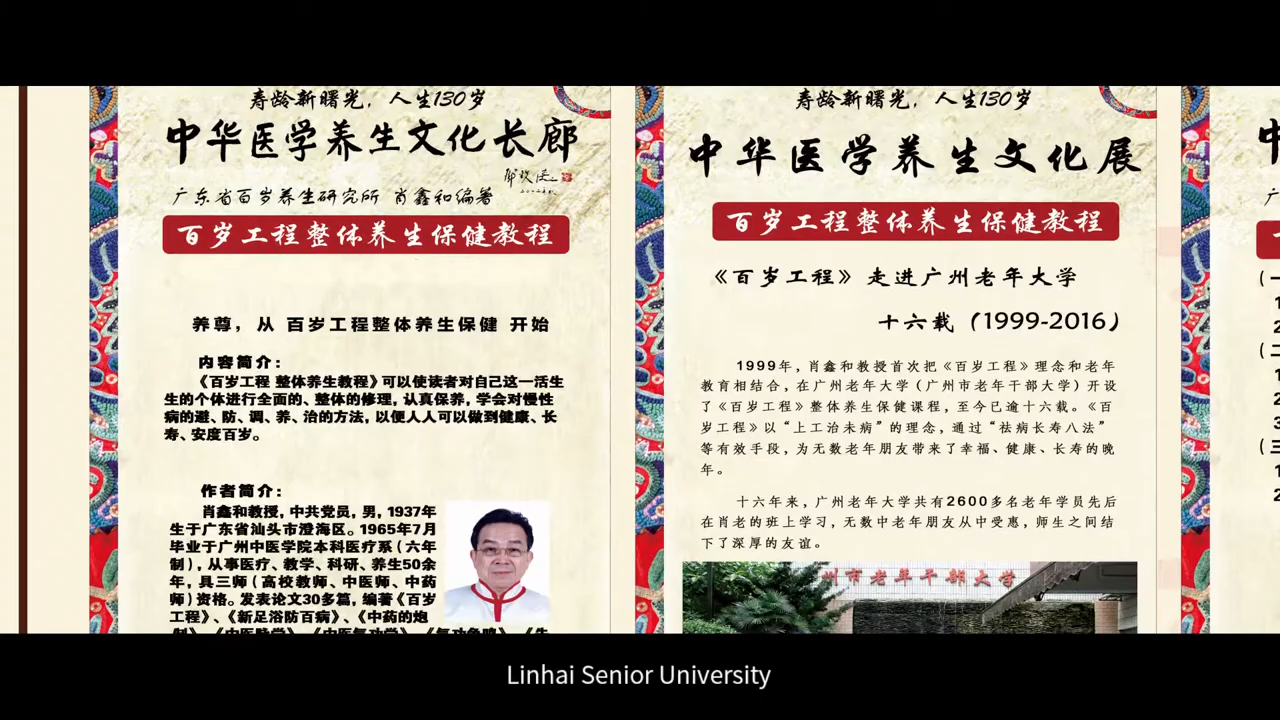 寿龄新曙光，人生130岁
中华医学养生文化长廊
广东省百岁养生研究所 肖鑫和编著
百岁工程整体养生保健教程
养尊，从 百岁工程整体养生保健 开始
内容简介：
《百岁工程 整体养生教程》可以使读者对自己这一活生
生的个体进行全面的、整体的修理，认真保养，学会对慢性
病的避、防、调、养、治的方法，以便人人可以做到健康、长
寿、安度百岁。
作者简介：
肖鑫和教授，中共党员，男，1937年
生于广东省汕头市澄海区。1965年7月
毕业于广州中医学院本科医疗系（六年
制），从事医疗、教学、科研、养生50余
年，具三师（高校教师、中医师、中药
师）资格。发表论文30多篇，编著《百岁
工程》、《新足浴防百病》、《中药的炮
寿龄新曙光，人生130岁
中华医学养生文化展
百岁工程整体养生保健教程
《百岁工程》走进广州老年大学
十六载（1999-2016）
1999年，肖鑫和教授首次把《百岁工程》理念和老年
教育相结合，在广州老年大学（广州市老年干部大学）开设
了《百岁工程》整体养生保健课程，至今已逾十六载。《百
岁工程》以“上工治未病”的理念，通过“祛病长寿八法”
等有效手段，为无数老年朋友带来了幸福、健康、长寿的晚
年。
十六年来，广州老年大学共有2600多名老年学员先后
在肖老的班上学习，无数中老年朋友从中受惠，师生之间结
下了深厚的友谊。
州市老年干部大学
Linhai Senior University